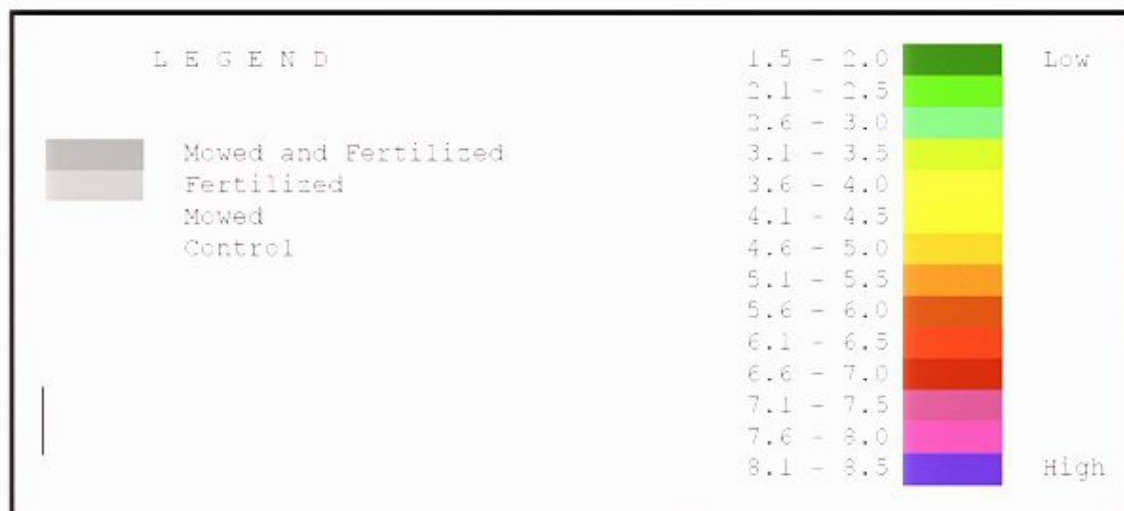 L E G E N D
Mowed and Fertilized
Fertilized
Mowed
Control
1.5 - 2.0 Low
2.1 - 2.5
2.6 - 3.0
3.1 - 3.5
3.6 - 4.0
4.1 - 4.5
4.6 - 5.0
5.1 - 5.5
5.6 - 6.0
6.1 - 6.5
6.6 - 7.0
7.1 - 7.5
7.6 - 8.0
8.1 - 8.5 High